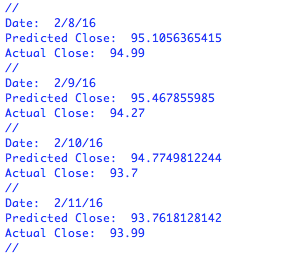 //
Date:  2/8/16
Predicted Close:  95.1056365415
Actual Close:  94.99
//
Date:  2/9/16
Predicted Close:  95.467855985
Actual Close:  94.27
//
Date:  2/10/16
Predicted Close:  94.7749812244
Actual Close:  93.7
//
Date:  2/11/16
Predicted Close:  93.7618128142
Actual Close:  93.99
//